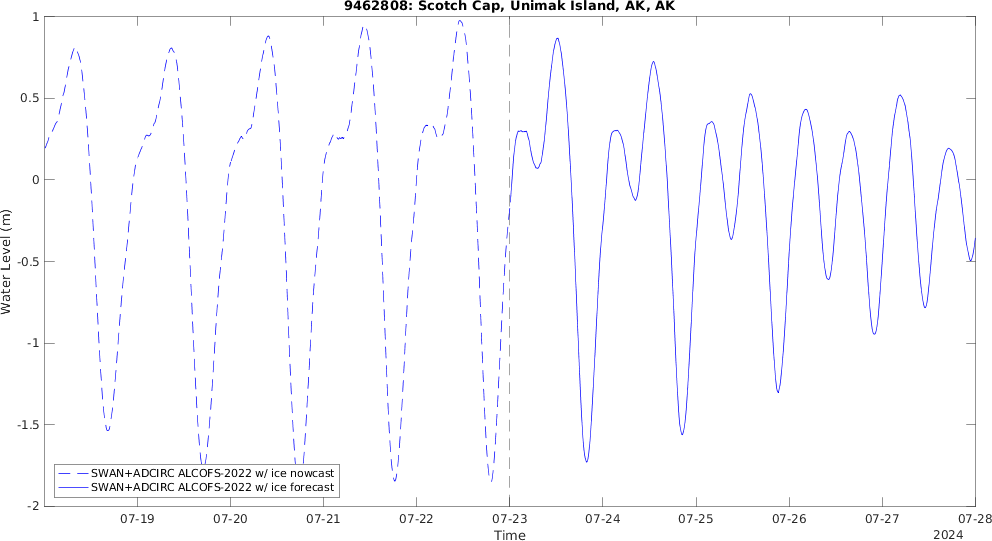 9462808: Scotch Cap, Unimak Island, AK, AK
1
0.5
0
-0.5
-1
-1.5
-2
Water Level (m)
SWAN+ADCIRC ALCOFS-2022 w/ ice nowcast
SWAN+ADCIRC ALCOFS-2022 w/ ice forecast
07-19 07-20 07-21 07-22 07-23 07-24 07-25 07-26 07-27 07-28
Time
2024